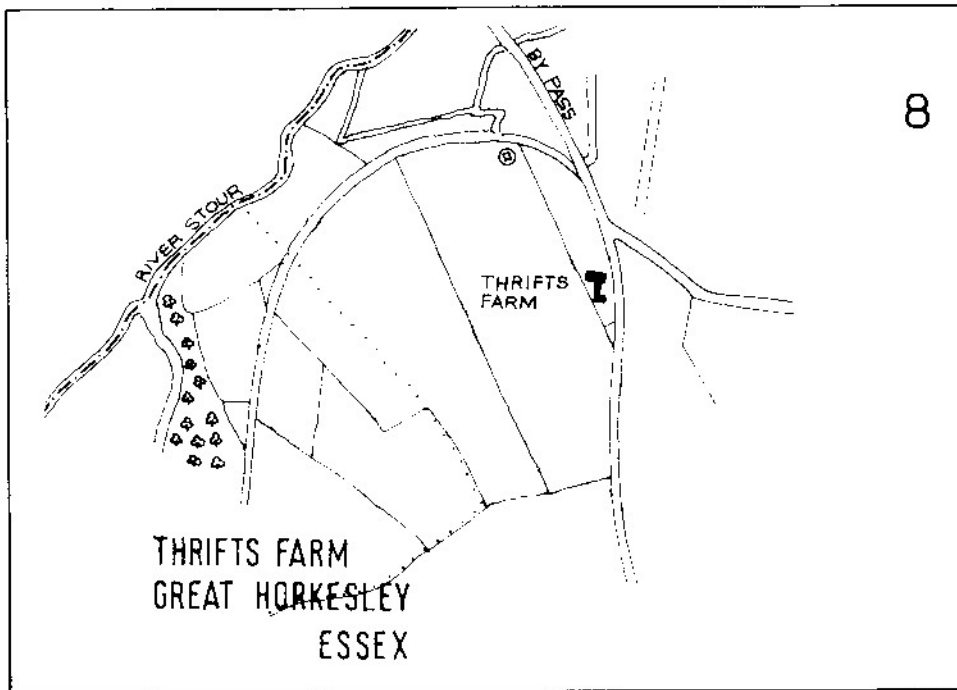 BY PASS
8
RIVER STOUR
THRIFTS
FARM
THRIFTS FARM
GREAT HORKESLEY
ESSEX